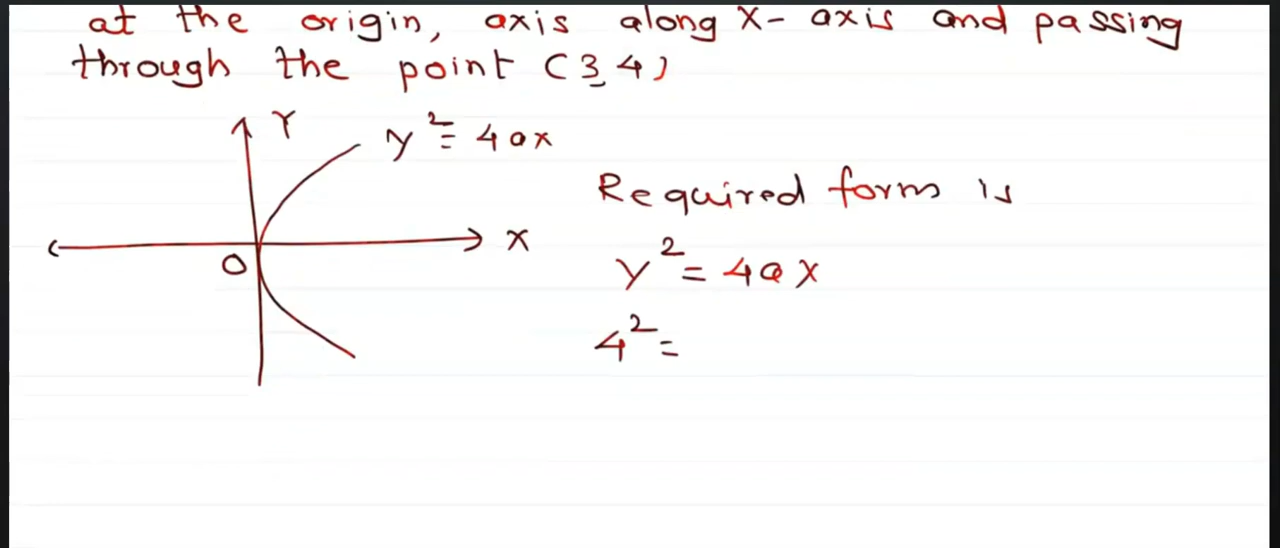 at the origin, axis along x- axis and passing
through the point (3,4)
Y
y² = 4ax
Required form is
X
O
y² = 4ax
4² =